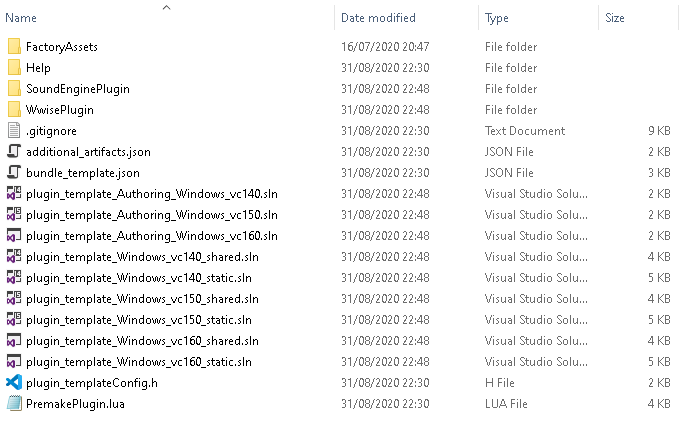 Name Date modified Type Size
FactoryAssets 16/07/2020 20:47 File folder
Help 31/08/2020 22:30 File folder
SoundEnginePlugin 31/08/2020 22:48 File folder
WwisePlugin 31/08/2020 22:48 File folder
.gitignore 31/08/2020 22:30 Text Document 9 KB
additional_artifacts.json 31/08/2020 22:30 JSON File 2 KB
bundle_template.json 31/08/2020 22:30 JSON File 3 KB
plugin_template_Authoring_Windows_vc140.sln 31/08/2020 22:48 Visual Studio Solu... 2 KB
plugin_template_Authoring_Windows_vc150.sln 31/08/2020 22:48 Visual Studio Solu... 2 KB
plugin_template_Authoring_Windows_vc160.sln 31/08/2020 22:48 Visual Studio Solu... 2 KB
plugin_template_Windows_vc140_shared.sln 31/08/2020 22:48 Visual Studio Solu... 4 KB
plugin_template_Windows_vc140_static.sln 31/08/2020 22:48 Visual Studio Solu... 5 KB
plugin_template_Windows_vc150_shared.sln 31/08/2020 22:48 Visual Studio Solu... 4 KB
plugin_template_Windows_vc150_static.sln 31/08/2020 22:48 Visual Studio Solu... 5 KB
plugin_template_Windows_vc160_shared.sln 31/08/2020 22:48 Visual Studio Solu... 4 KB
plugin_template_Windows_vc160_static.sln 31/08/2020 22:48 Visual Studio Solu... 5 KB
plugin_templateConfig.h 31/08/2020 22:30 H File 2 KB
PremakePlugin.lua 31/08/2020 22:30 LUA File 4 KB